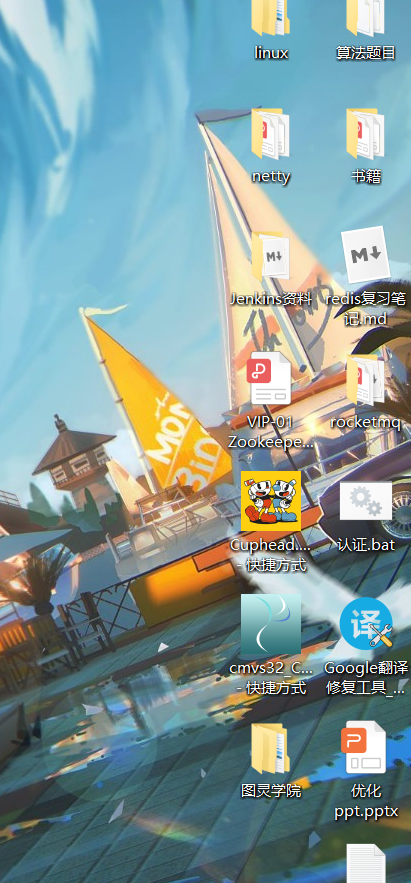 linux
算法题目
netty
书籍
Jenkins资料
redis复习笔
记.md
VIP-01
Zookeepe...
rocketmq
Cuphead....
- 快捷方式
认证.bat
cmvs32_C...
- 快捷方式
Google翻译
修复工具_...
图灵学院
优化
ppt.pptx
译
MON
Bin